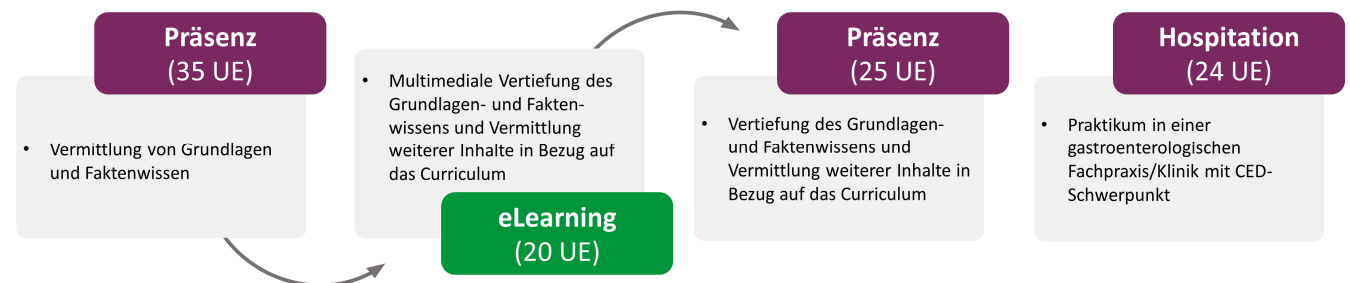 Präsenz
(35 UE)
• Vermittlung von Grundlagen
und Faktenwissen
• Multimediale Vertiefung des
Grundlagen- und Fakten-
wissens und Vermittlung
weiterer Inhalte in Bezug auf
das Curriculum
eLearning
(20 UE)
Präsenz
(25 UE)
• Vertiefung des Grundlagen-
und Faktenwissens und
Vermittlung weiterer Inhalte in
Bezug auf das Curriculum
Hospitation
(24 UE)
• Praktikum in einer
gastroenterologischen
Fachpraxis/Klinik mit CED-
Schwerpunkt